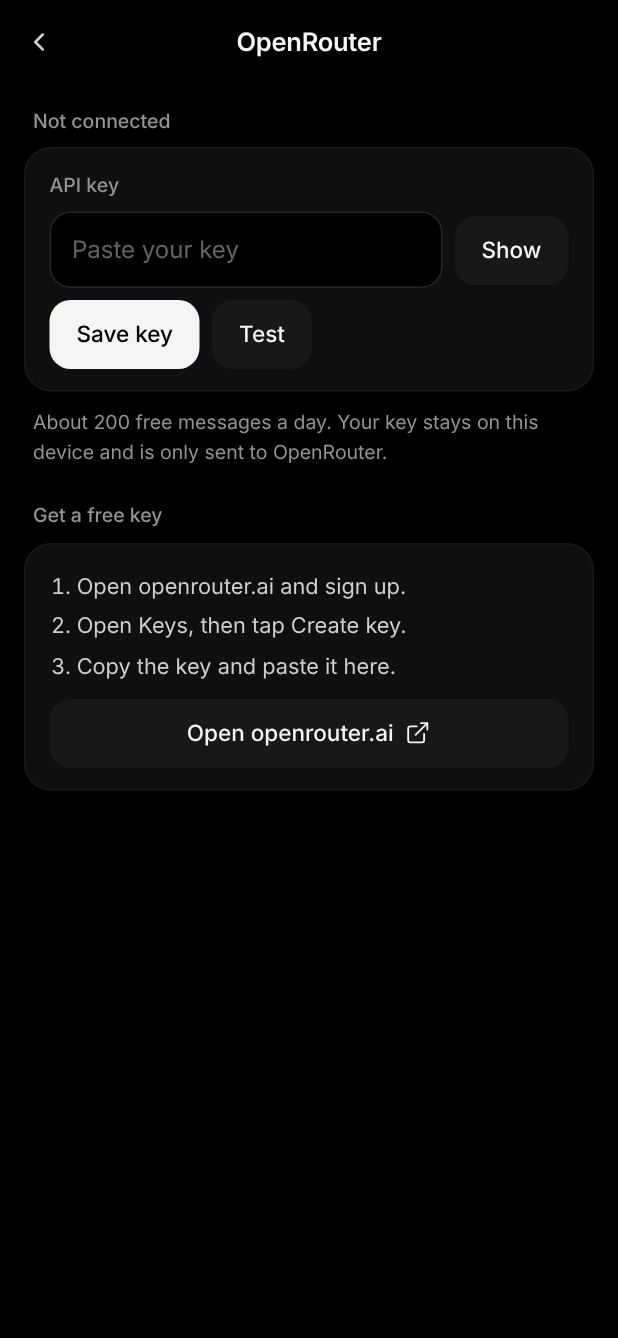 OpenRouter
Not connected
API key
Paste your key
Show
Save key
Test
About 200 free messages a day. Your key stays on this
device and is only sent to OpenRouter.
Get a free key
1. Open openrouter.ai and sign up.
2. Open Keys, then tap Create key.
3. Copy the key and paste it here.
Open openrouter.ai